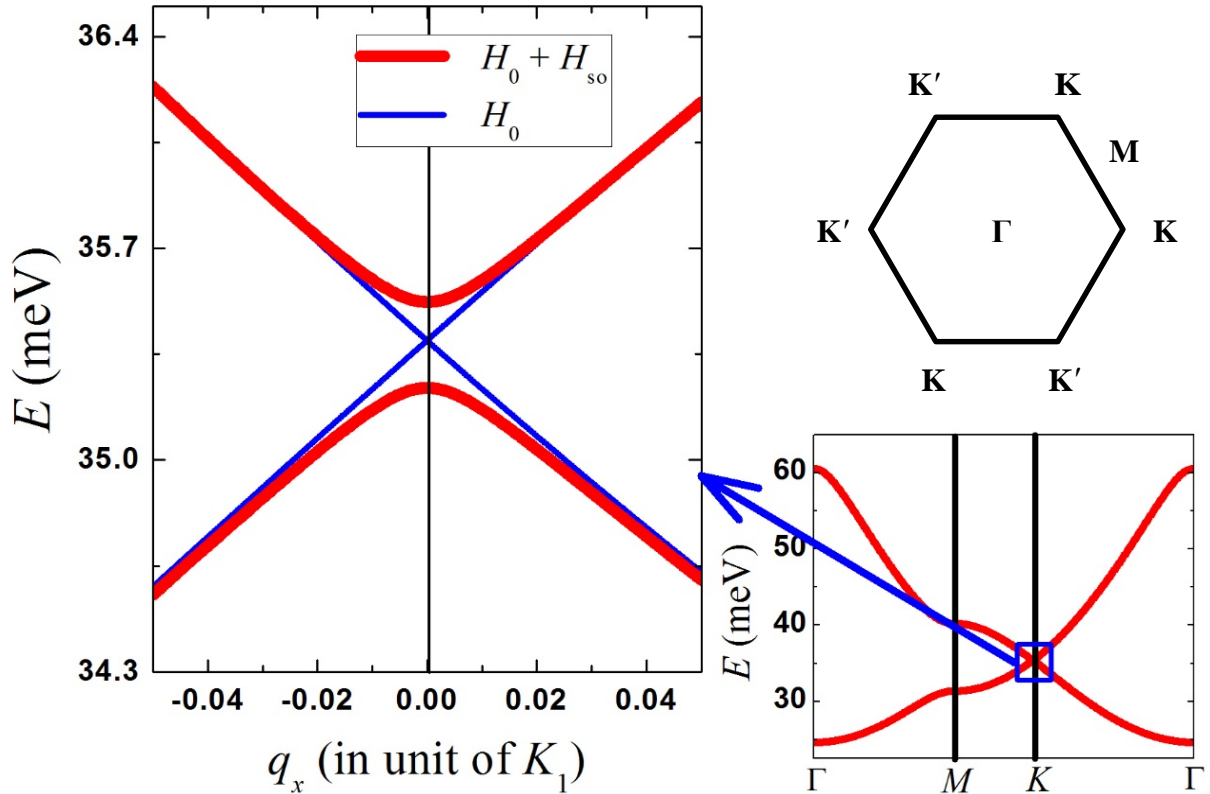 36.4
35.7
35.0
34.3
E (meV)
H₀ + Hₛₒ
H₀
-0.04
-0.02
0.00
0.02
0.04
qₓ (in unit of K₁)
K′
K
M
K′
Γ
K
K
K′
60
50
40
30
E (meV)
Γ
M
K
Γ